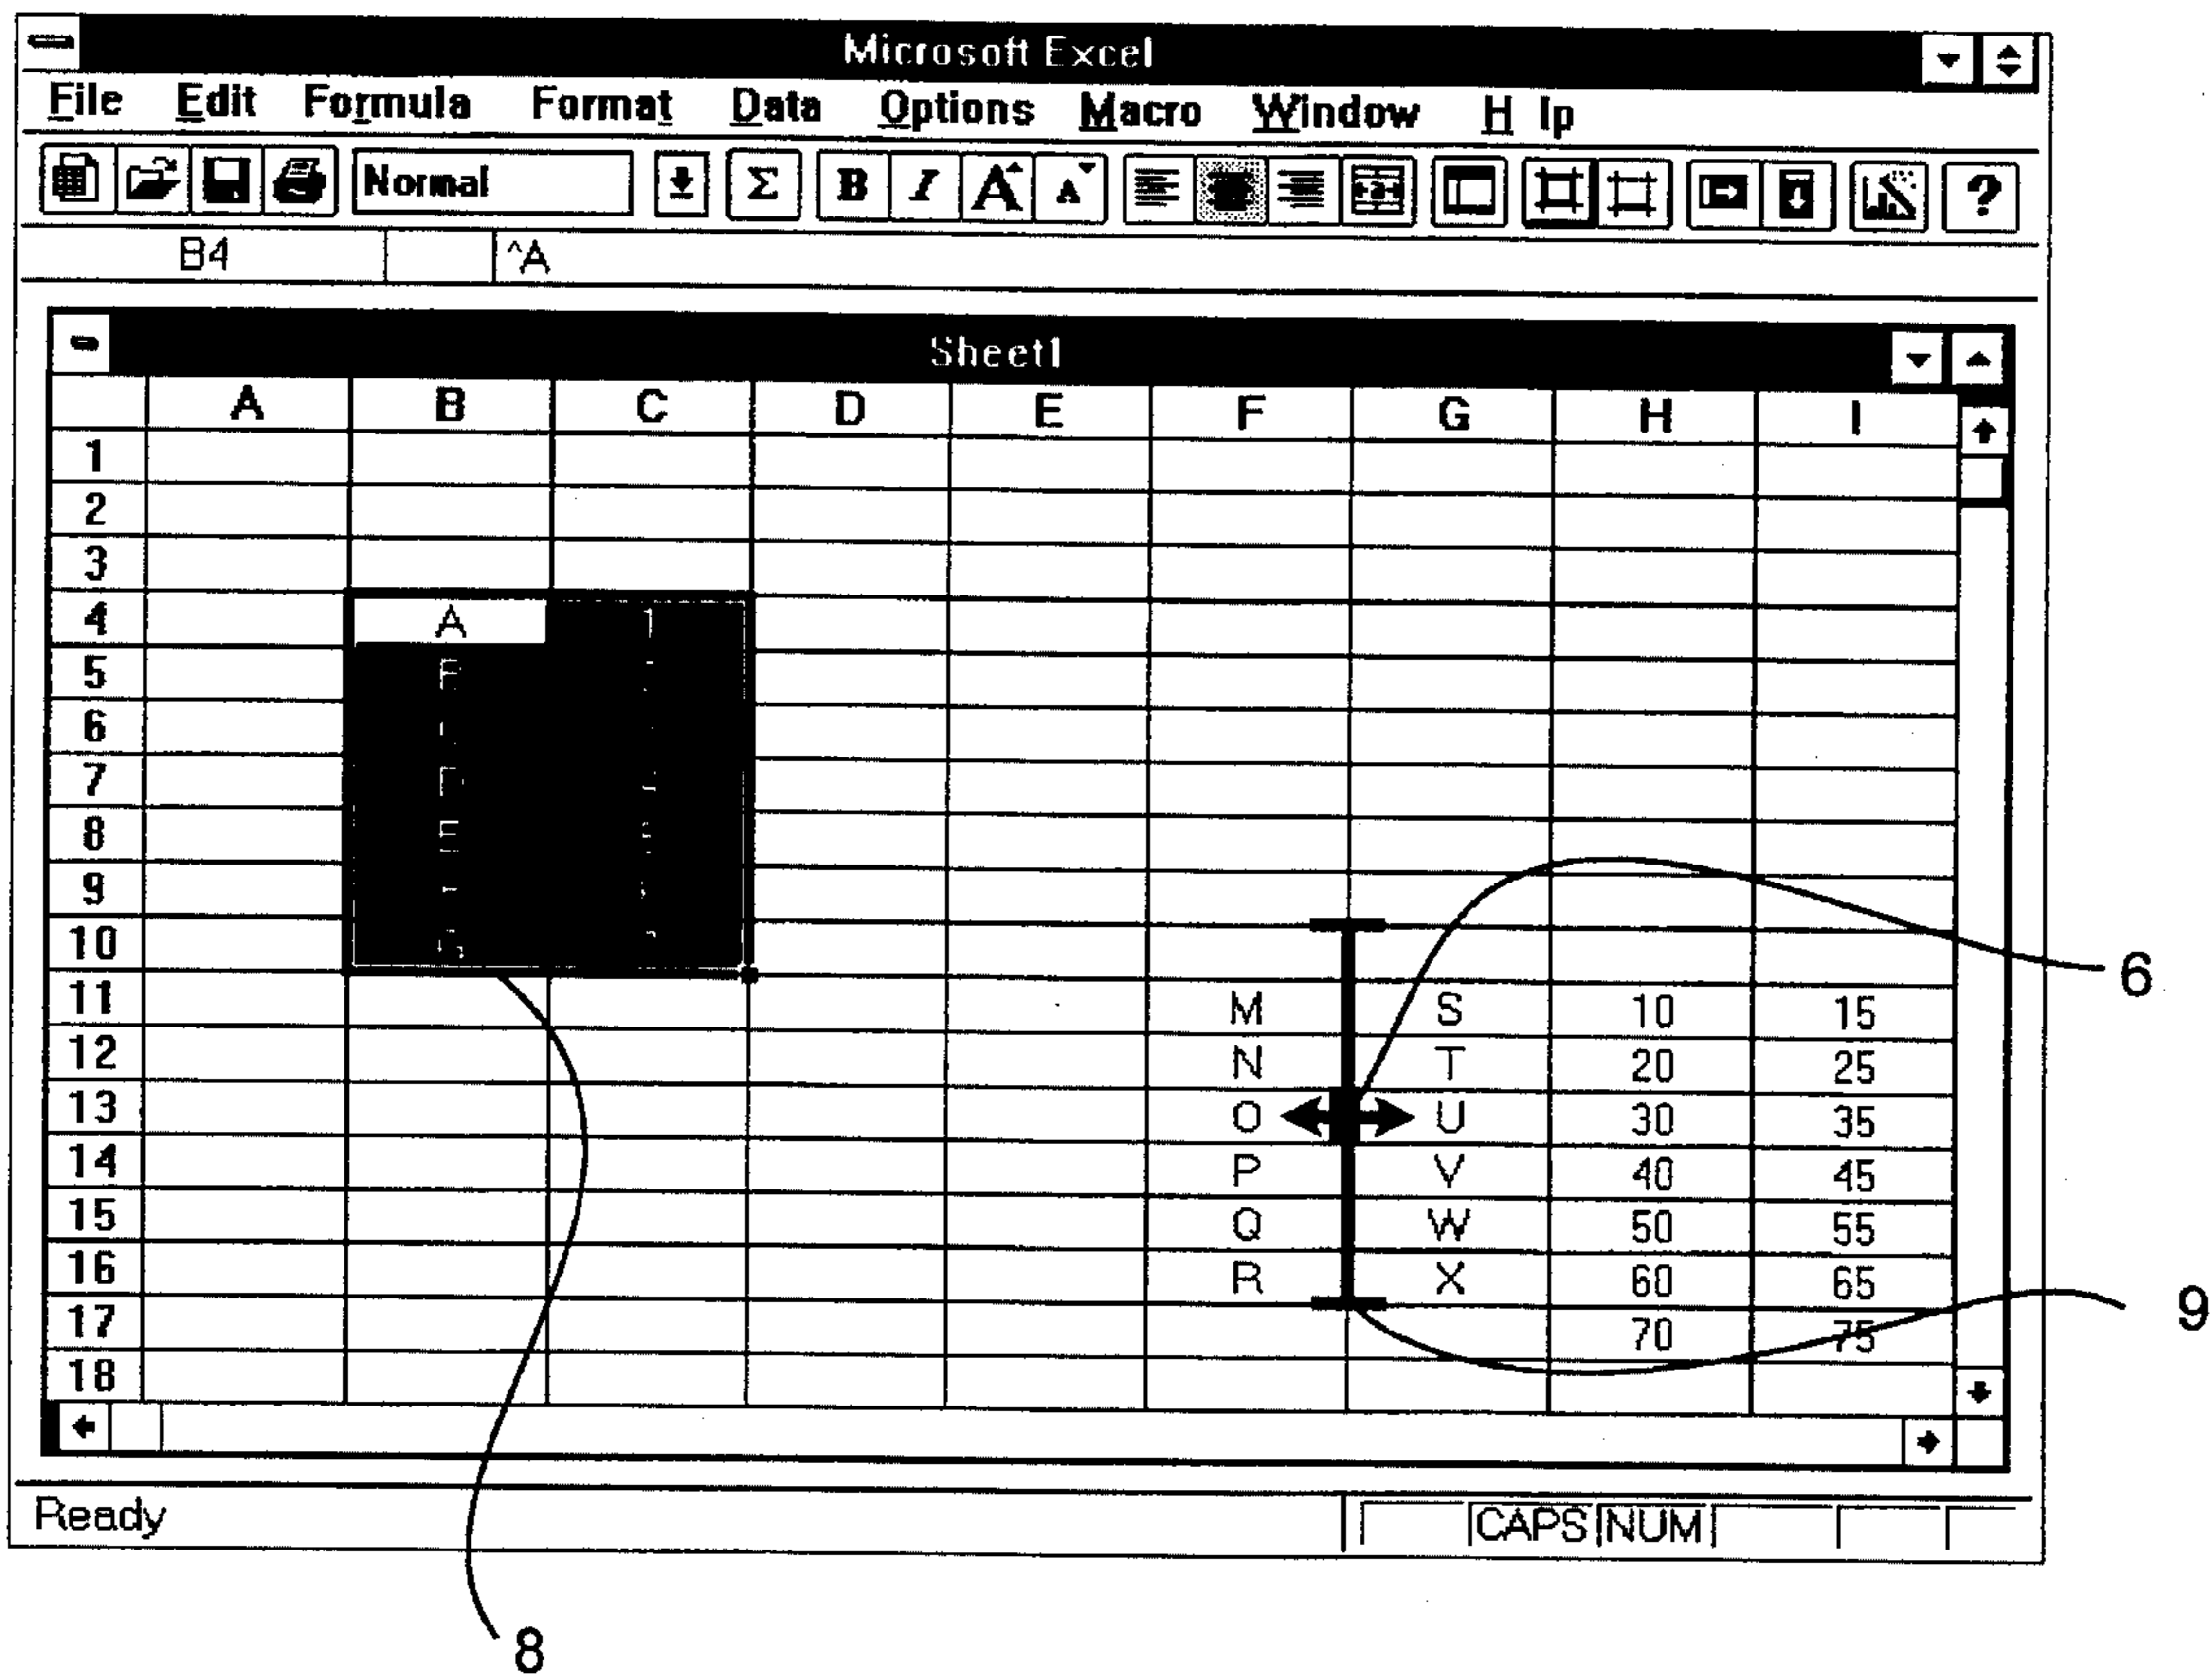 Microsoft Excel
File Edit Formula Format Data Options Macro Window H lp
Normal Σ B I A A a ?
B4 ^A
Sheet1
A B C D E F G H I
1
2
3
4 A 1
5
6
7
8 E
9
10
6
11 M S 10 15
12 N T 20 25
13 O U 30 35
14 P V 40 45
15 Q W 50 55
16 R X 60 65
9
17 70 75
18
Ready CAPS NUM
8